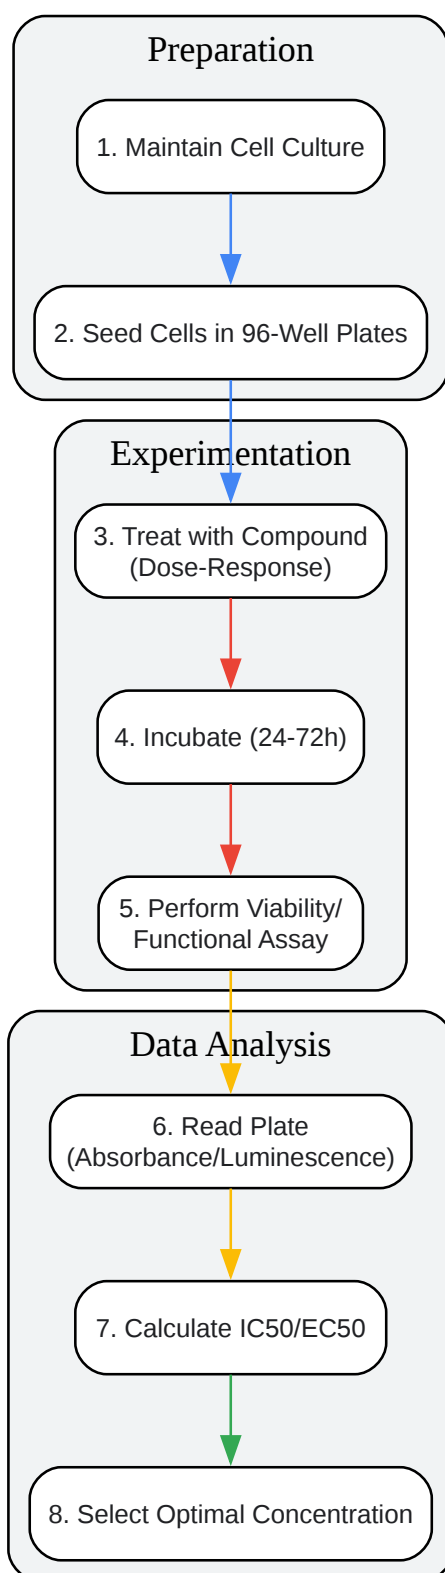 Preparation
1. Maintain Cell Culture
2. Seed Cells in 96-Well Plates
Experimentation
3. Treat with Compound
(Dose-Response)
4. Incubate (24-72h)
5. Perform Viability/
Functional Assay
Data Analysis
6. Read Plate
(Absorbance/Luminescence)
7. Calculate IC50/EC50
8. Select Optimal Concentration